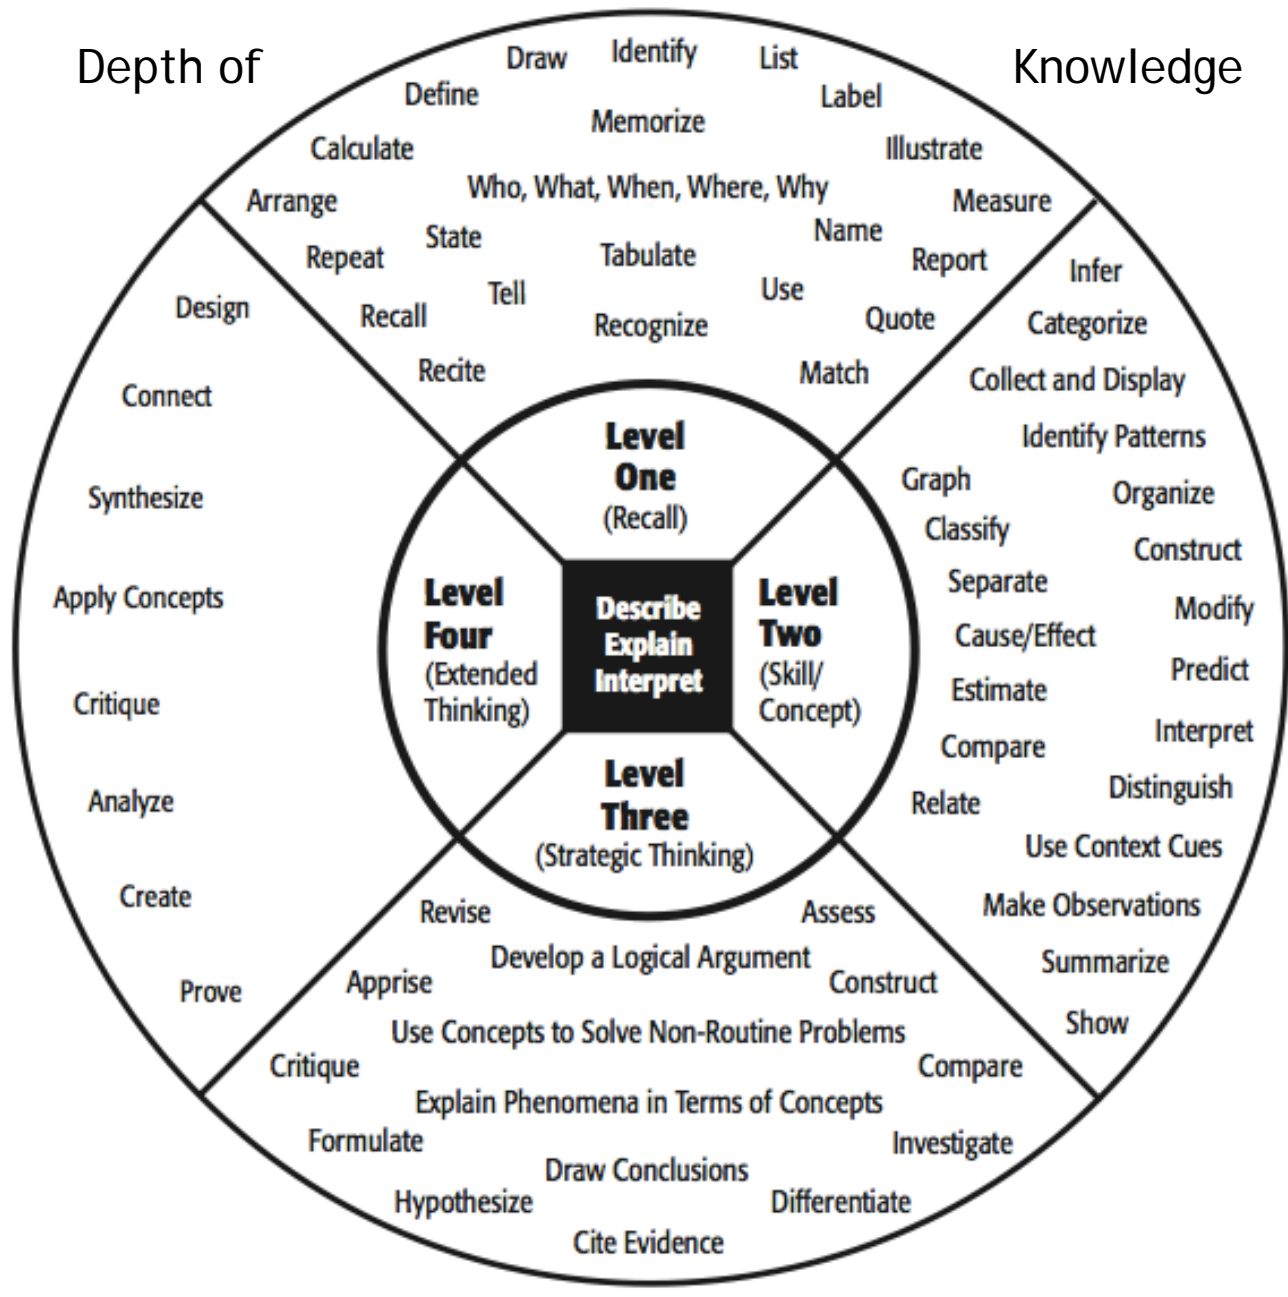 Depth of
Knowledge
Draw
Identify
List
Define
Label
Memorize
Calculate
Illustrate
Who, What, When, Where, Why
Arrange
Measure
State
Name
Repeat
Tabulate
Report
Tell
Use
Recall
Recognize
Quote
Recite
Match
Level
One
(Recall)
Infer
Categorize
Collect and Display
Identify Patterns
Graph
Organize
Classify
Construct
Separate
Modify
Cause/Effect
Predict
Estimate
Interpret
Compare
Distinguish
Relate
Use Context Cues
Make Observations
Summarize
Show
Level
Two
(Skill/
Concept)
Describe
Explain
Interpret
Level
Four
(Extended
Thinking)
Design
Connect
Synthesize
Apply Concepts
Critique
Analyze
Create
Prove
Level
Three
(Strategic Thinking)
Revise
Assess
Develop a Logical Argument
Apprise
Construct
Use Concepts to Solve Non-Routine Problems
Critique
Compare
Explain Phenomena in Terms of Concepts
Formulate
Investigate
Draw Conclusions
Hypothesize
Differentiate
Cite Evidence